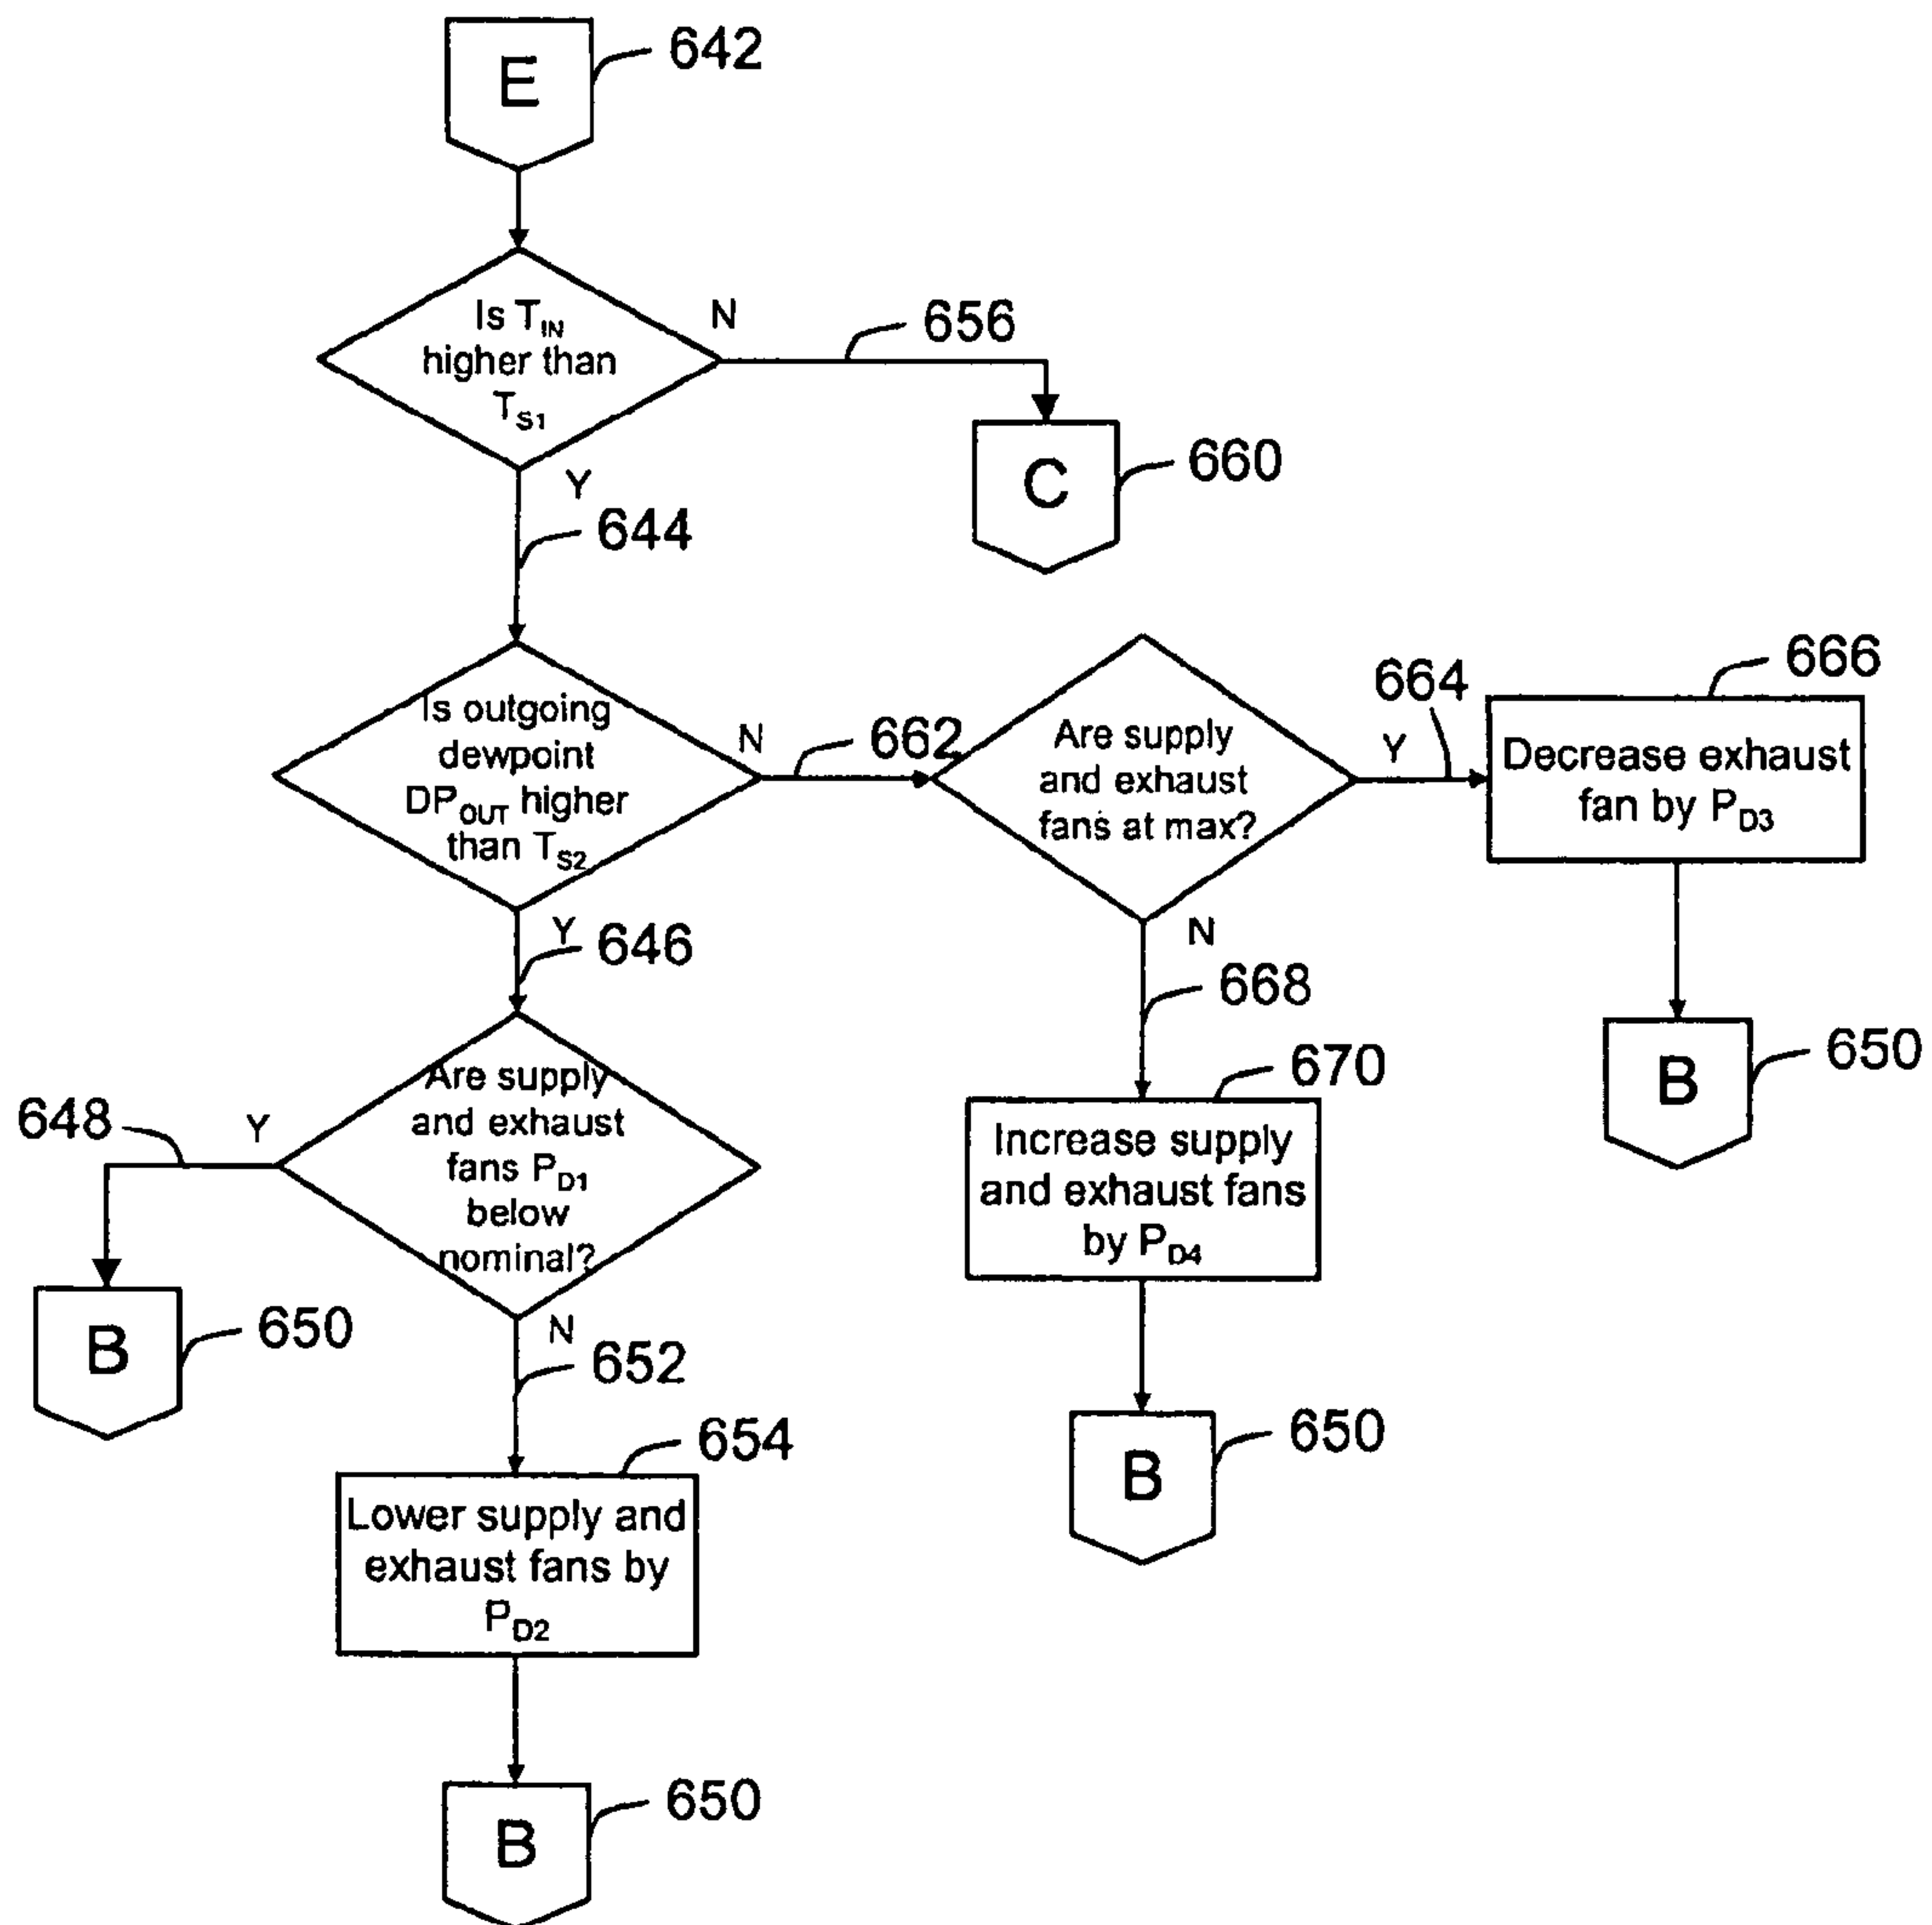 E
642
Is T_IN
higher than
T_S1
N
656
C
660
Y
644
Is outgoing
dewpoint
DP_OUT higher
than T_S2
N
662
Are supply
and exhaust
fans at max?
Y
664
666
Decrease exhaust
fan by P_D3
B
650
N
668
670
Increase supply
and exhaust fans
by P_D4
B
650
Y
646
Are supply
and exhaust
fans P_D1
below
nominal?
Y
648
B
650
N
652
654
Lower supply and
exhaust fans by
P_D2
B
650